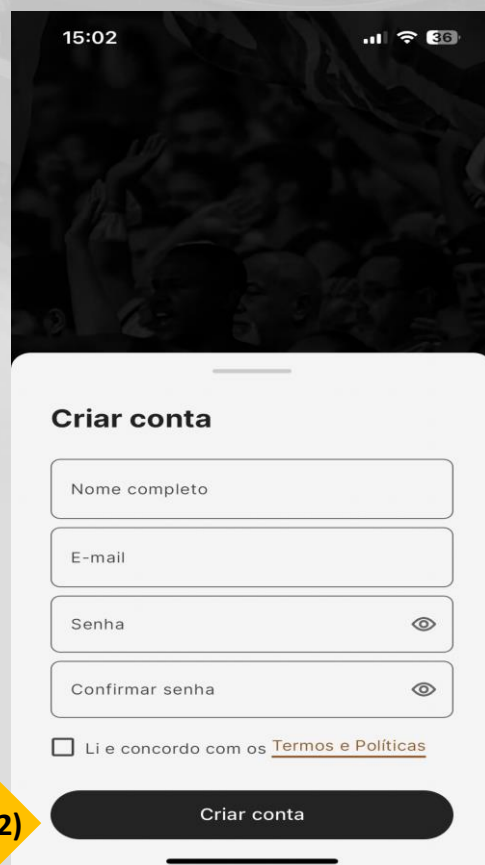 15:02
36
Criar conta
Nome completo
E-mail
Senha
Confirmar senha
Li e concordo com os Termos e Políticas
2)
Criar conta